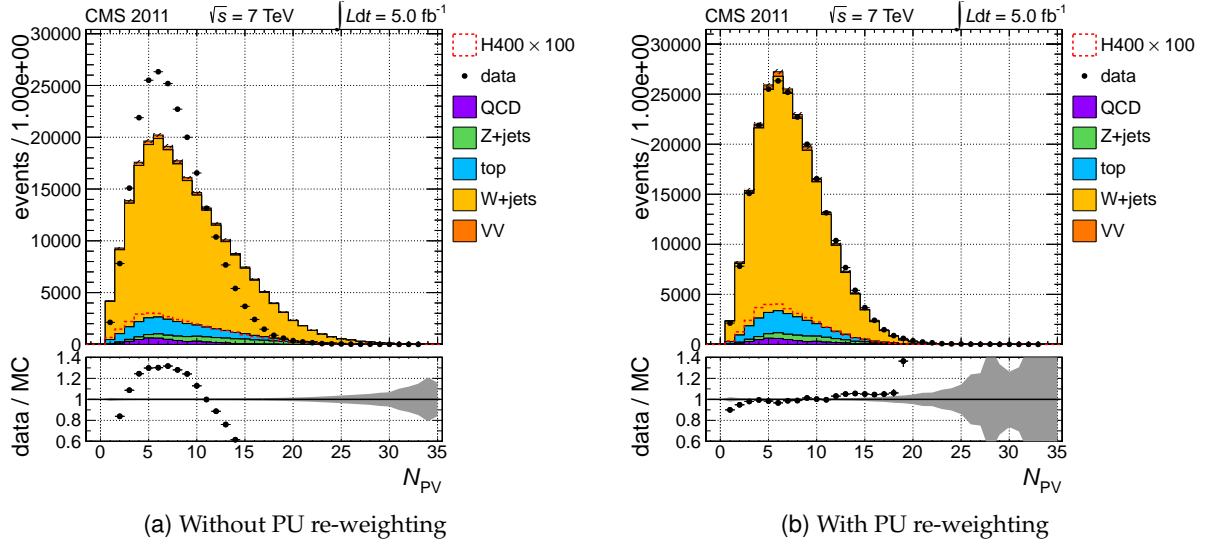 CMS 2011 √s = 7 TeV ∫ Ldt = 5.0 fb⁻¹
events / 1.00e+00
30000
25000
20000
15000
10000
5000
0
H400 × 100
data
QCD
Z+jets
top
W+jets
VV
data / MC
1.4
1.2
1
0.8
0.6
0 5 10 15 20 25 30 35
N_PV
(a) Without PU re-weighting
CMS 2011 √s = 7 TeV ∫ Ldt = 5.0 fb⁻¹
events / 1.00e+00
30000
25000
20000
15000
10000
5000
0
H400 × 100
data
QCD
Z+jets
top
W+jets
VV
data / MC
1.4
1.2
1
0.8
0.6
0 5 10 15 20 25 30 35
N_PV
(b) With PU re-weighting